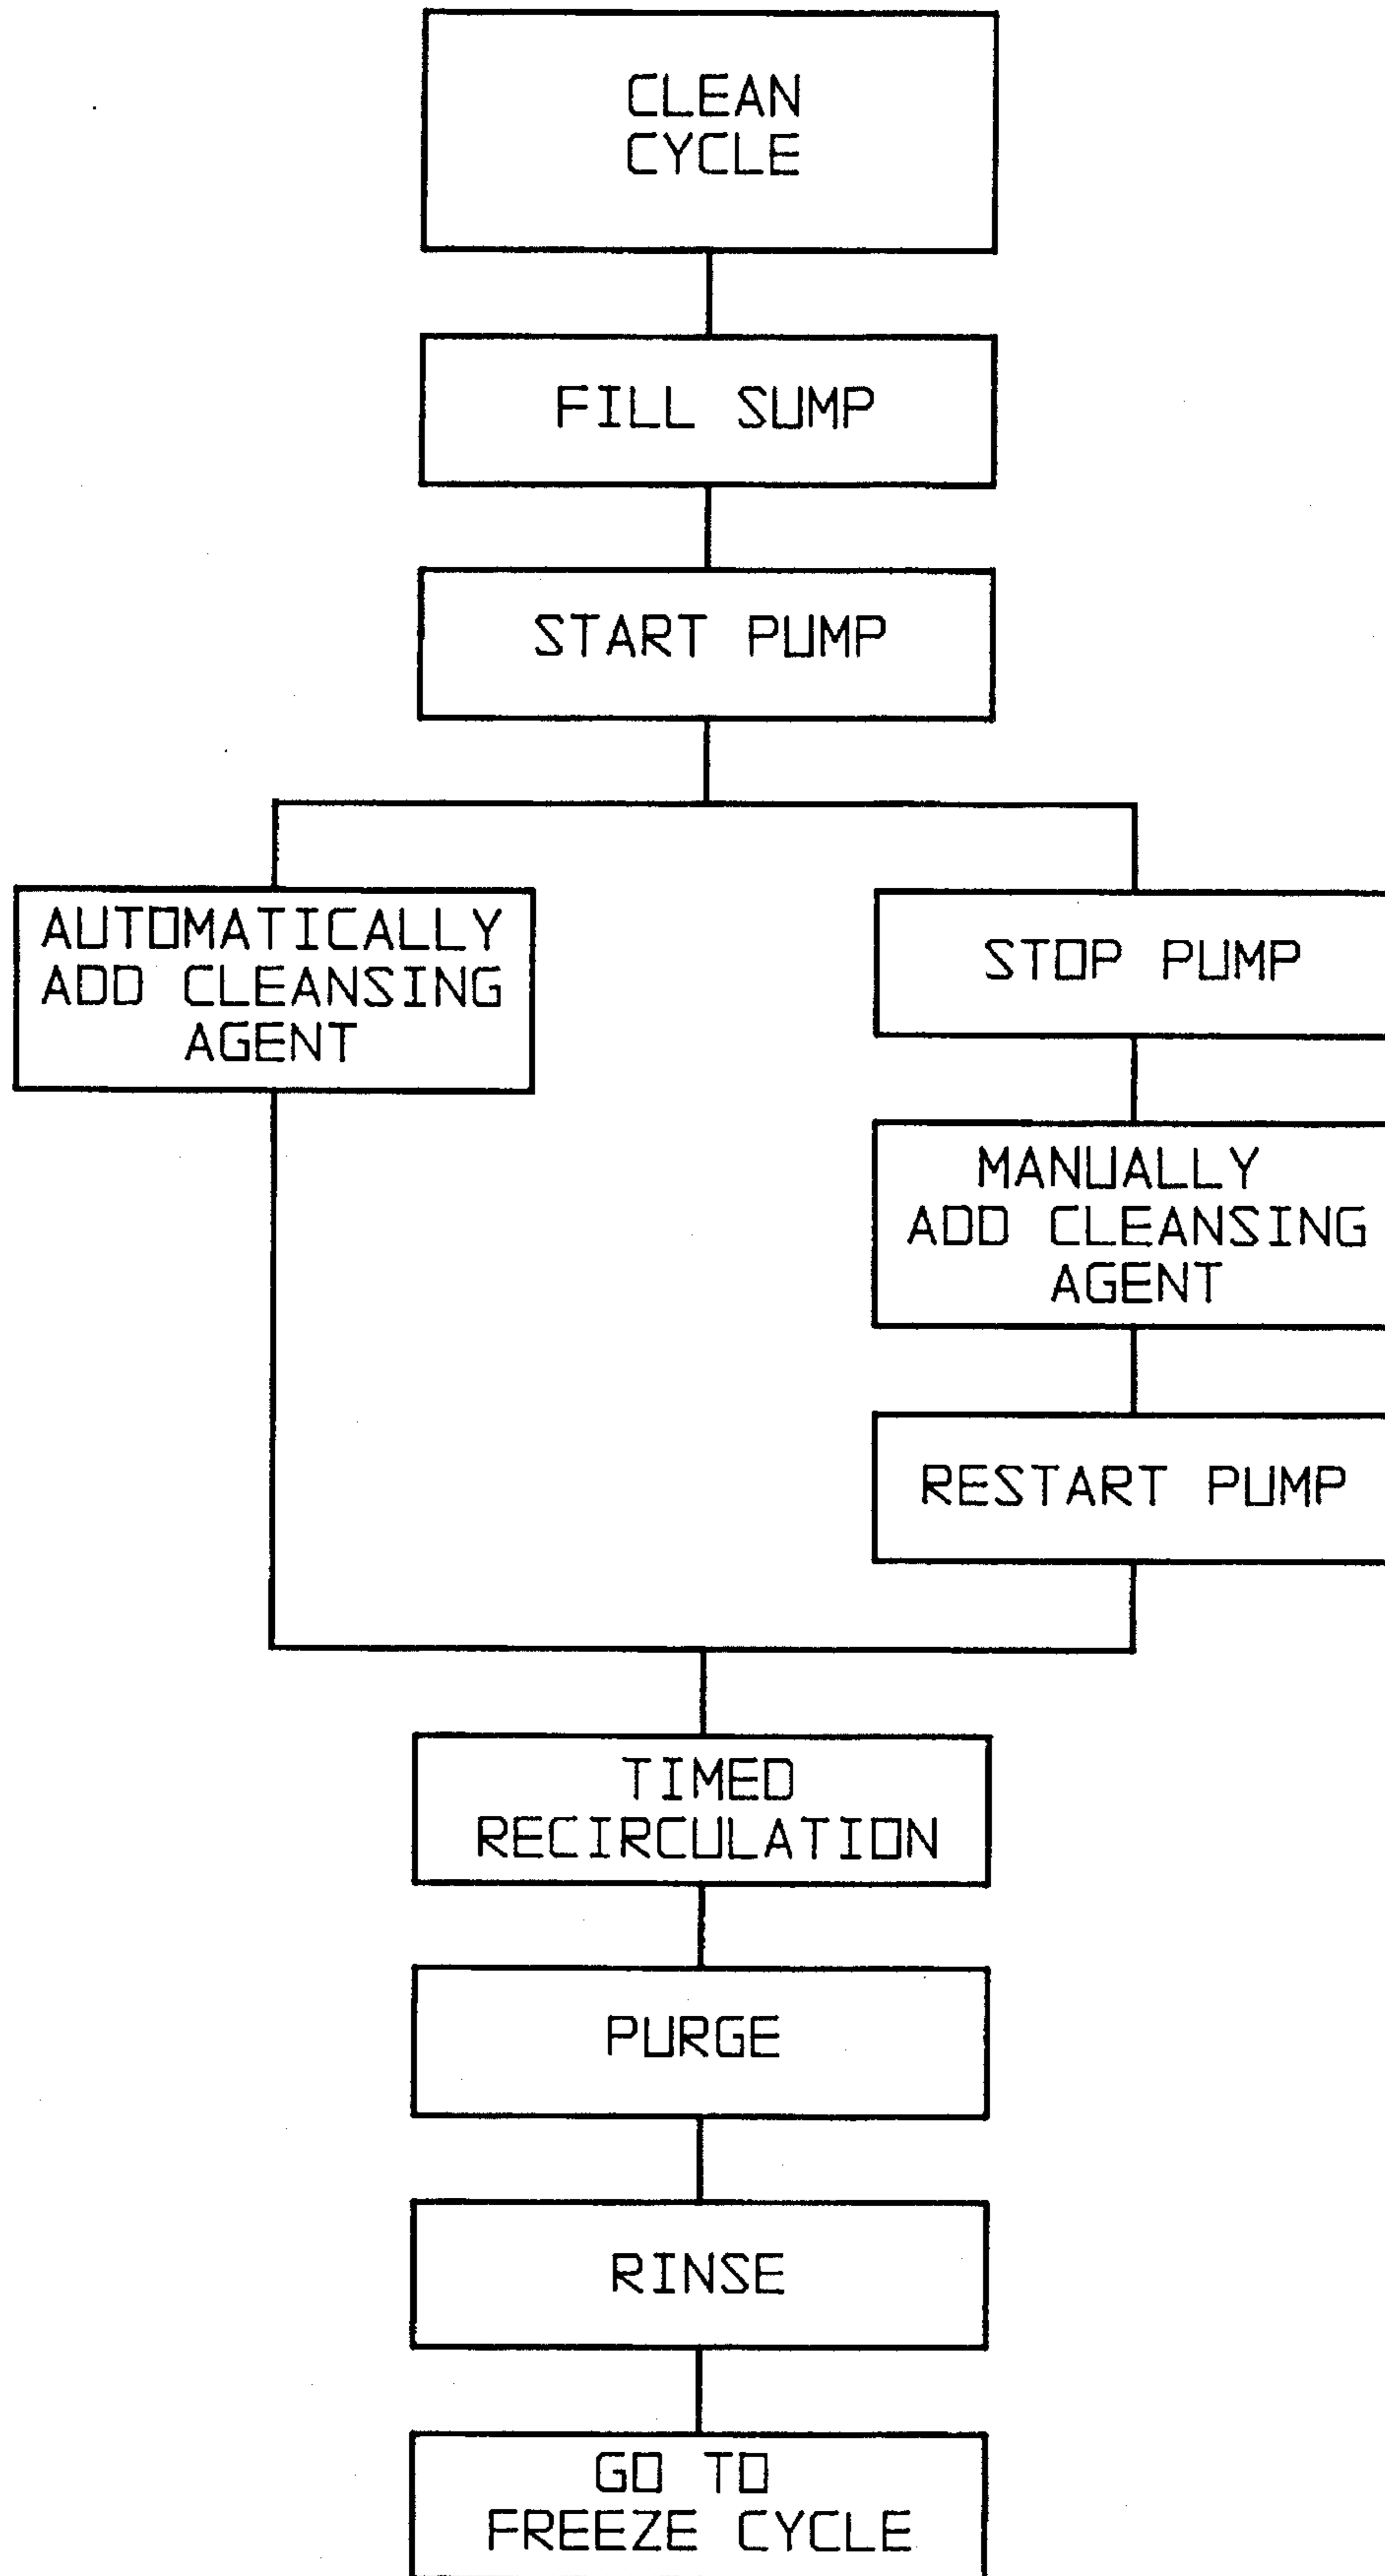 CLEAN
CYCLE
FILL SUMP
START PUMP
AUTOMATICALLY
ADD CLEANSING
AGENT
STOP PUMP
MANUALLY
ADD CLEANSING
AGENT
RESTART PUMP
TIMED
RECIRCULATION
PURGE
RINSE
GO TO
FREEZE CYCLE